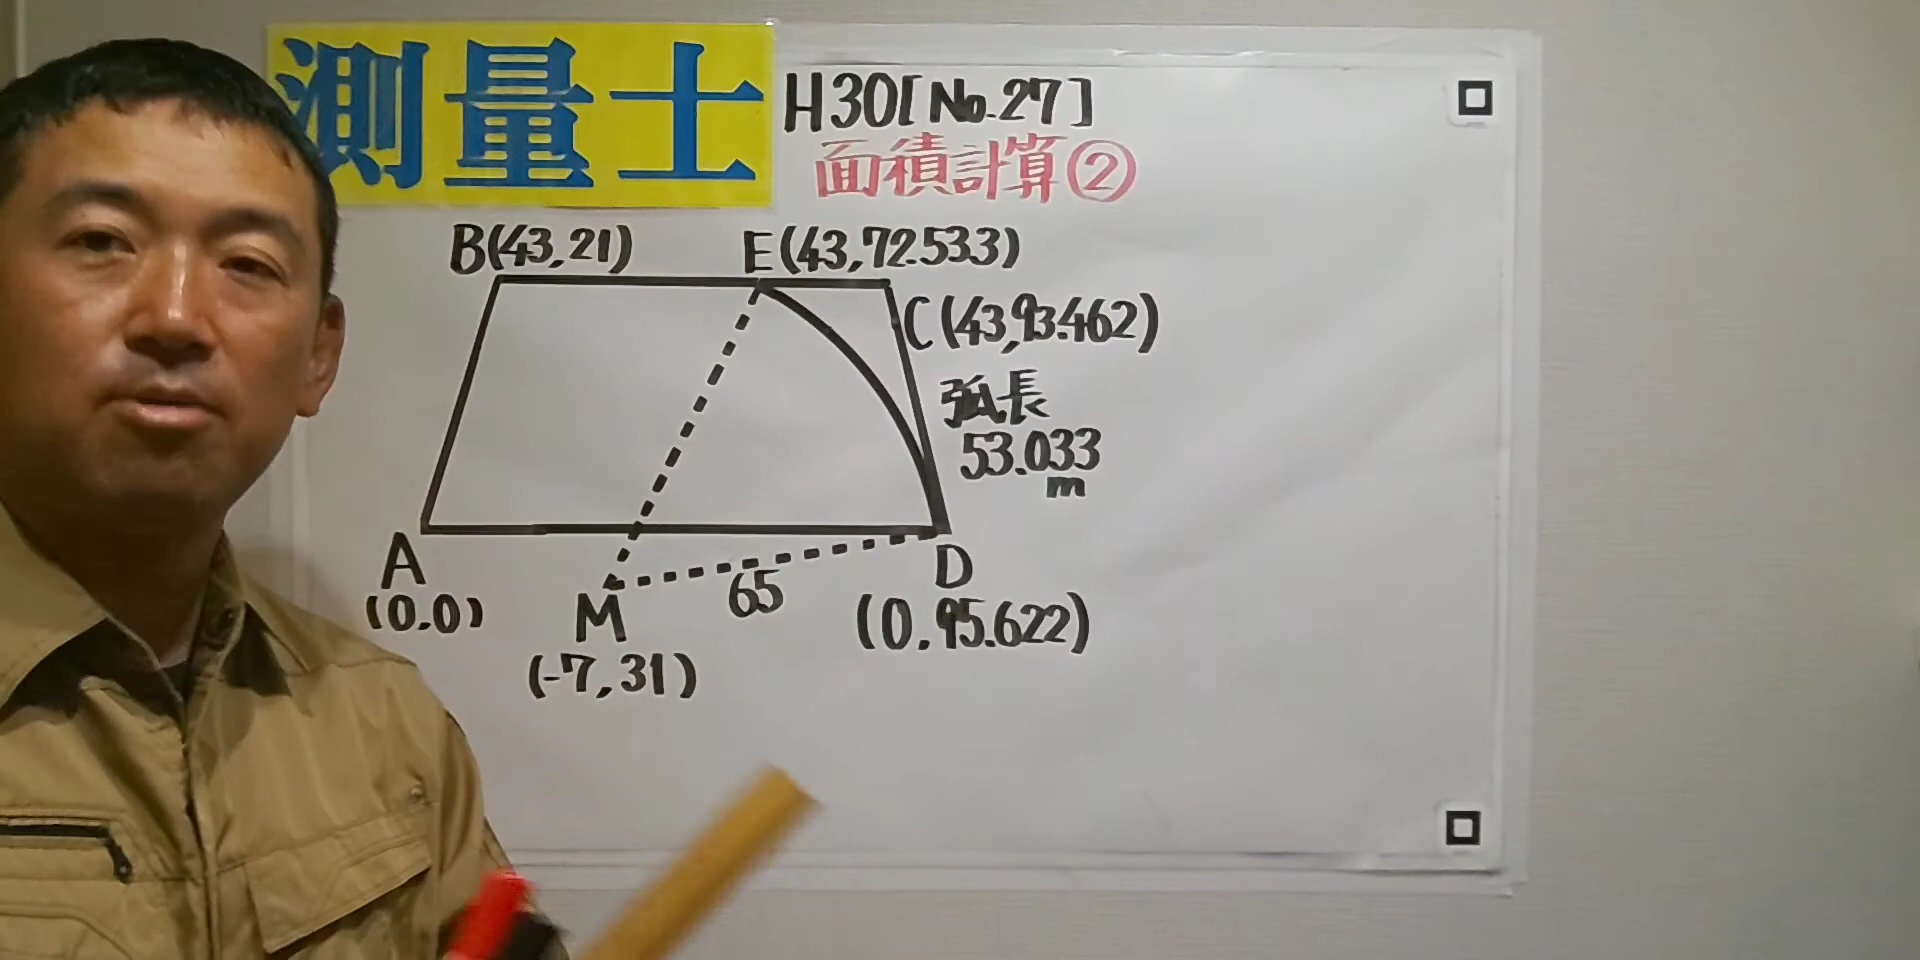 測量士
H30[No.27]
面積計算②
B(43,21)
E(43,72.533)
C(43,93.462)
弧長
53.033
m
A
(0,0)
M
(-7,31)
65
D
(0,95.622)